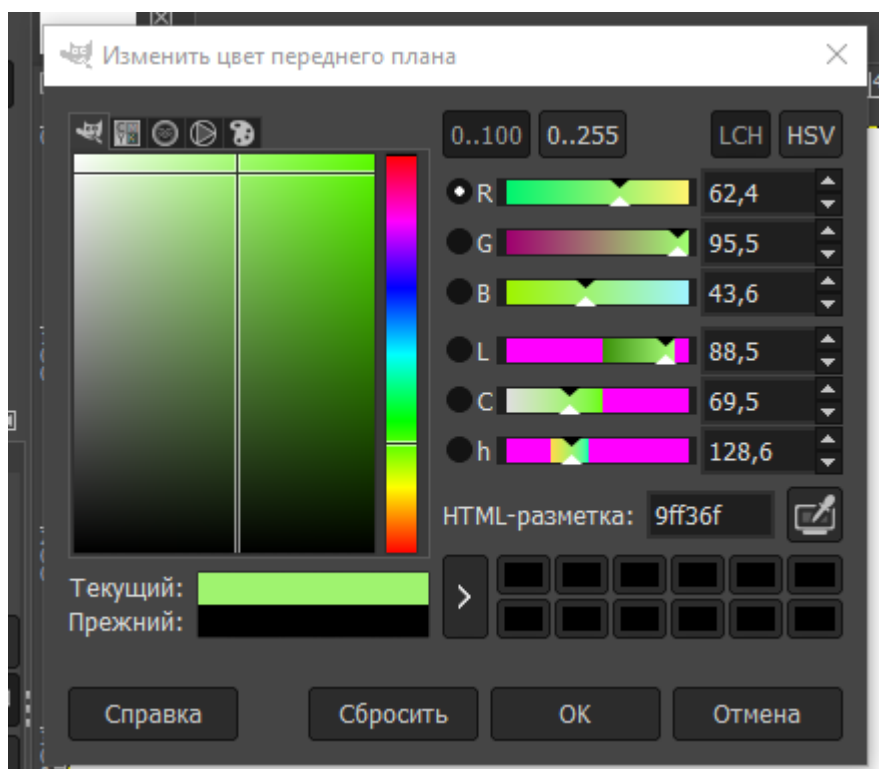 Изменить цвет переднего плана
0..100 0..255 LCH HSV
R 62,4
G 95,5
B 43,6
L 88,5
C 69,5
h 128,6
HTML-разметка: 9ff36f
Текущий:
Прежний:
>
Справка Сбросить OK Отмена